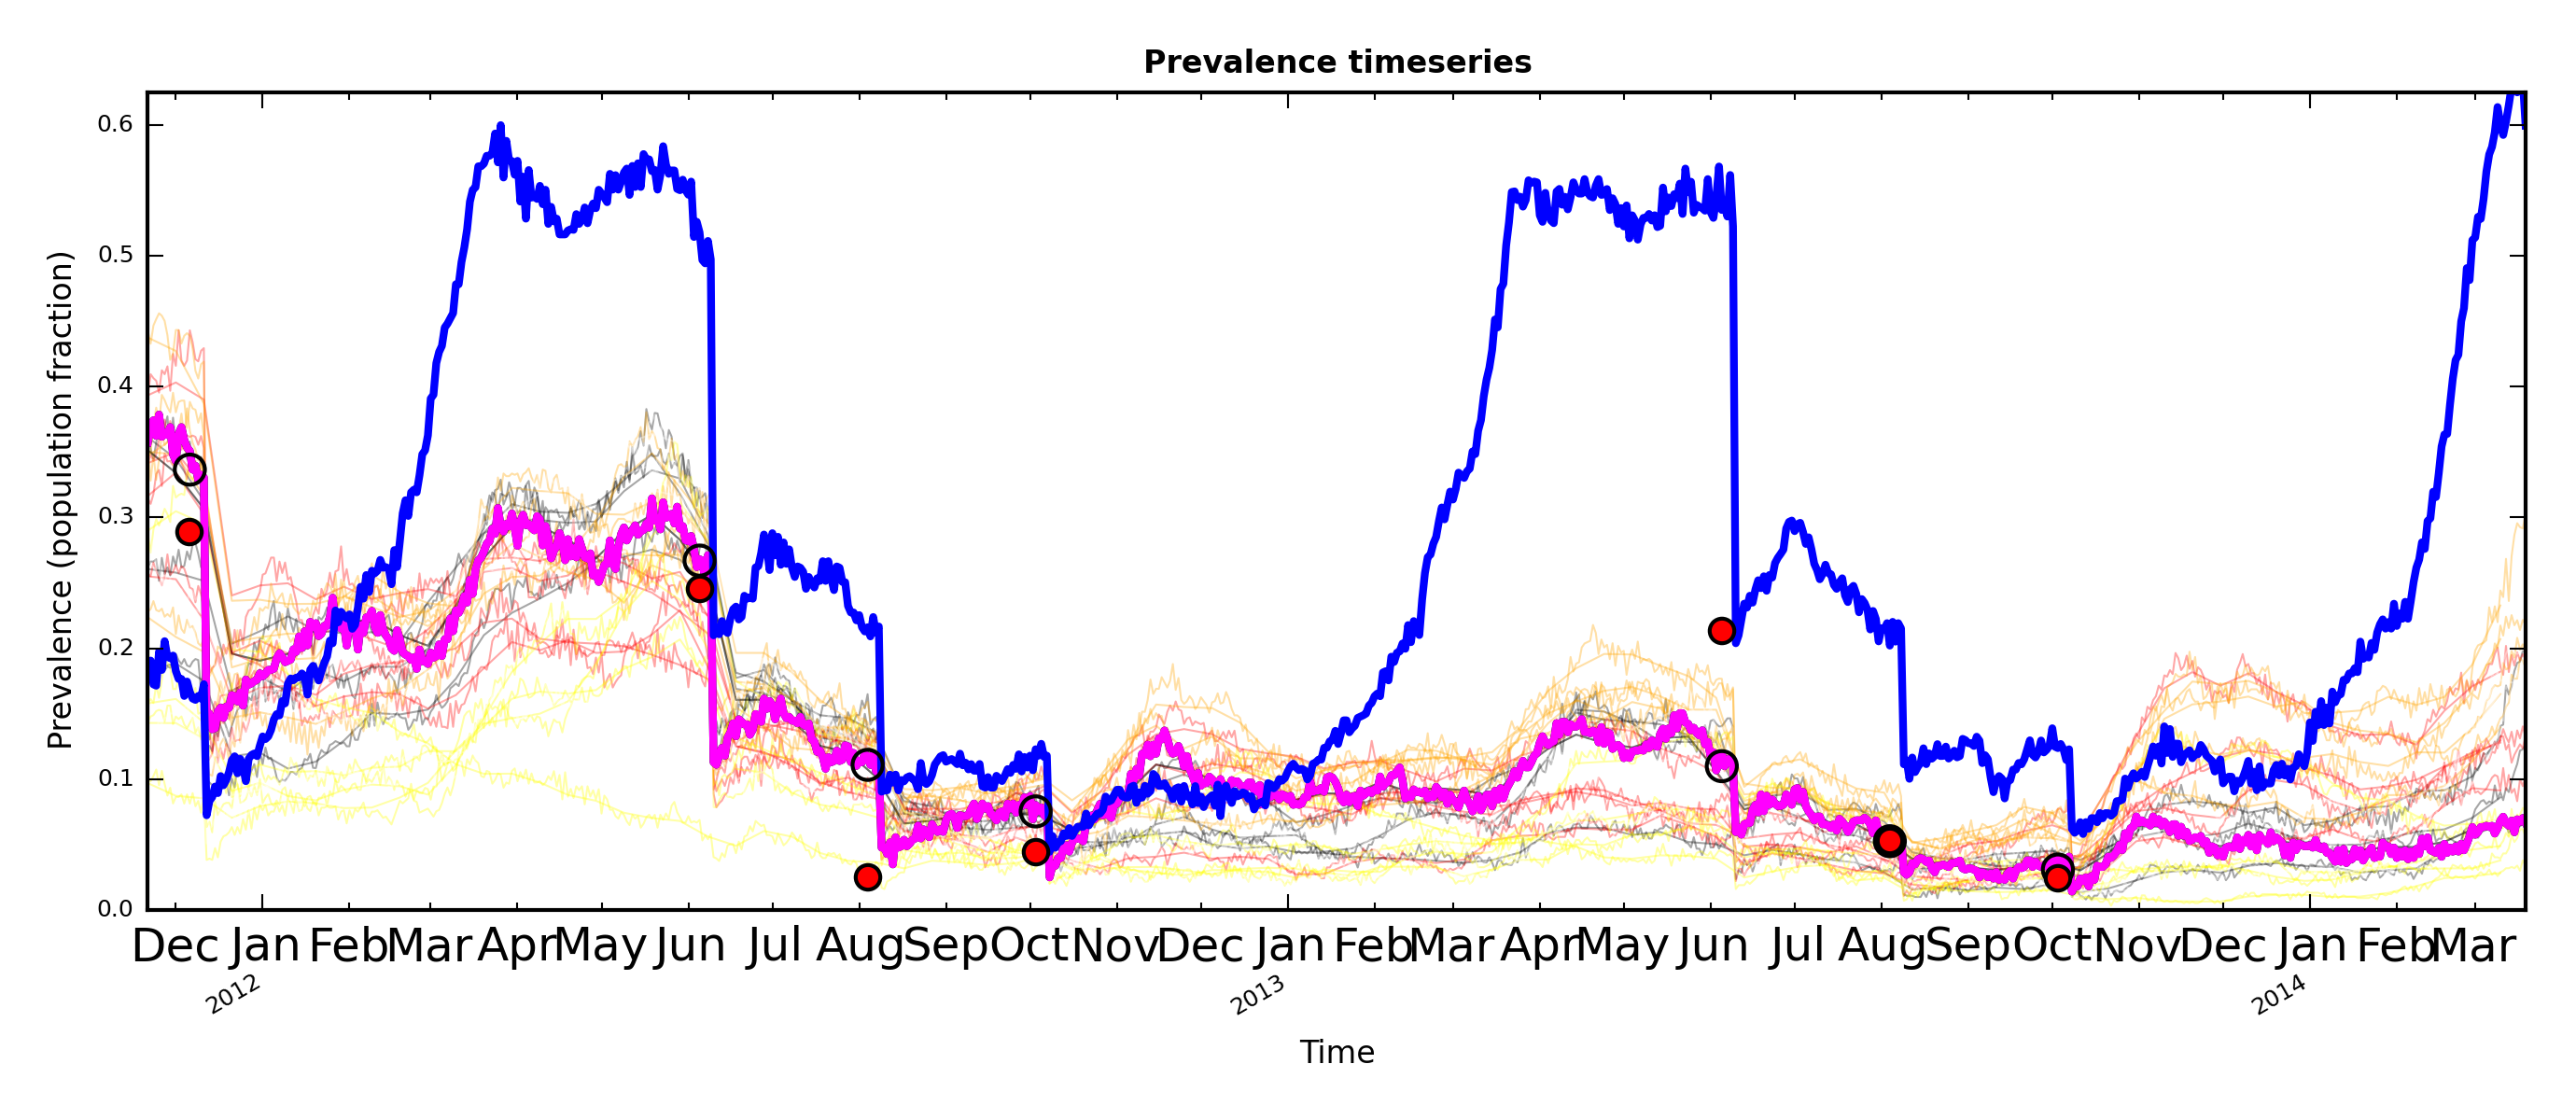 Prevalence timeseries
Prevalence (population fraction)
0.6
0.5
0.4
0.3
0.2
0.1
0.0
Dec Jan Feb Mar Apr May Jun Jul Aug Sep Oct Nov Dec Jan Feb Mar Apr May Jun Jul Aug Sep Oct Nov Dec Jan Feb Mar
2012 2013 2014
Time